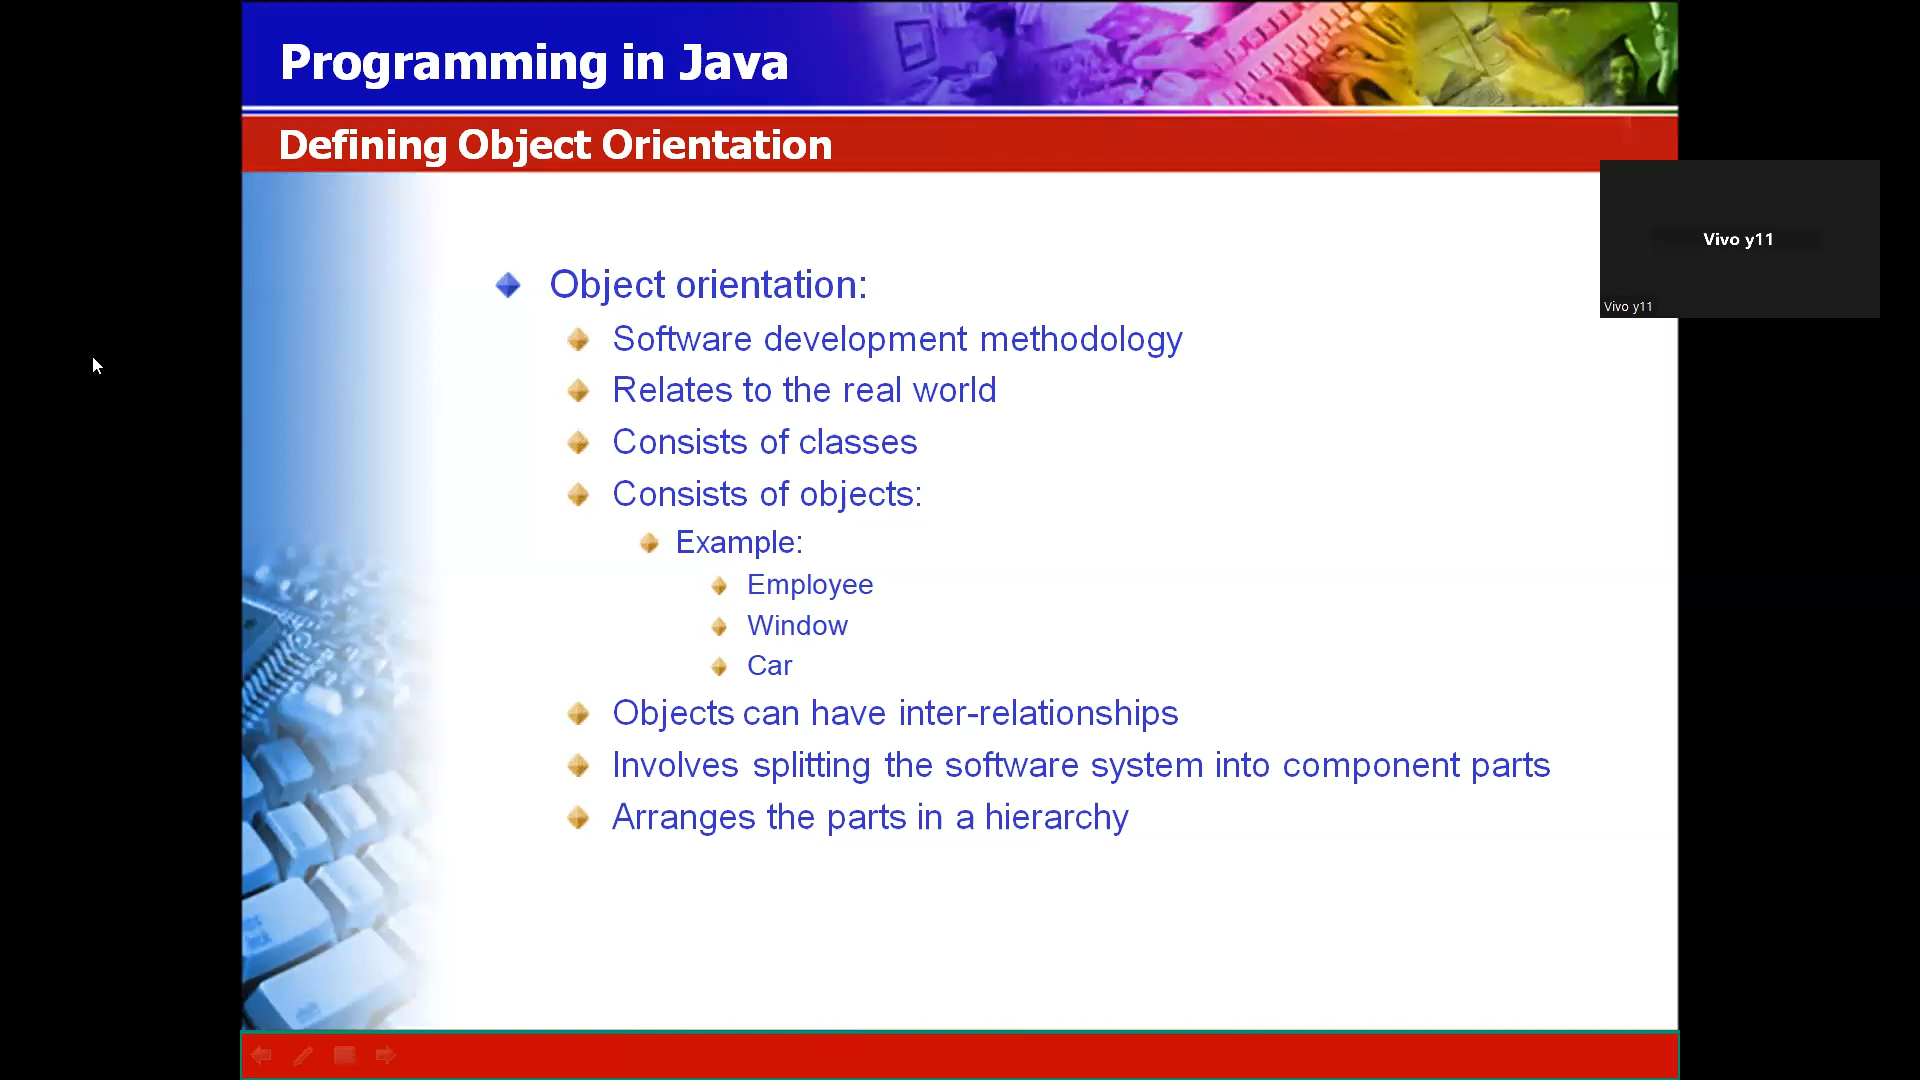 Programming in Java
Defining Object Orientation
Vivo y11
Vivo y11
Object orientation:
Software development methodology
Relates to the real world
Consists of classes
Consists of objects:
Example:
Employee
Window
Car
Objects can have inter-relationships
Involves splitting the software system into component parts
Arranges the parts in a hierarchy